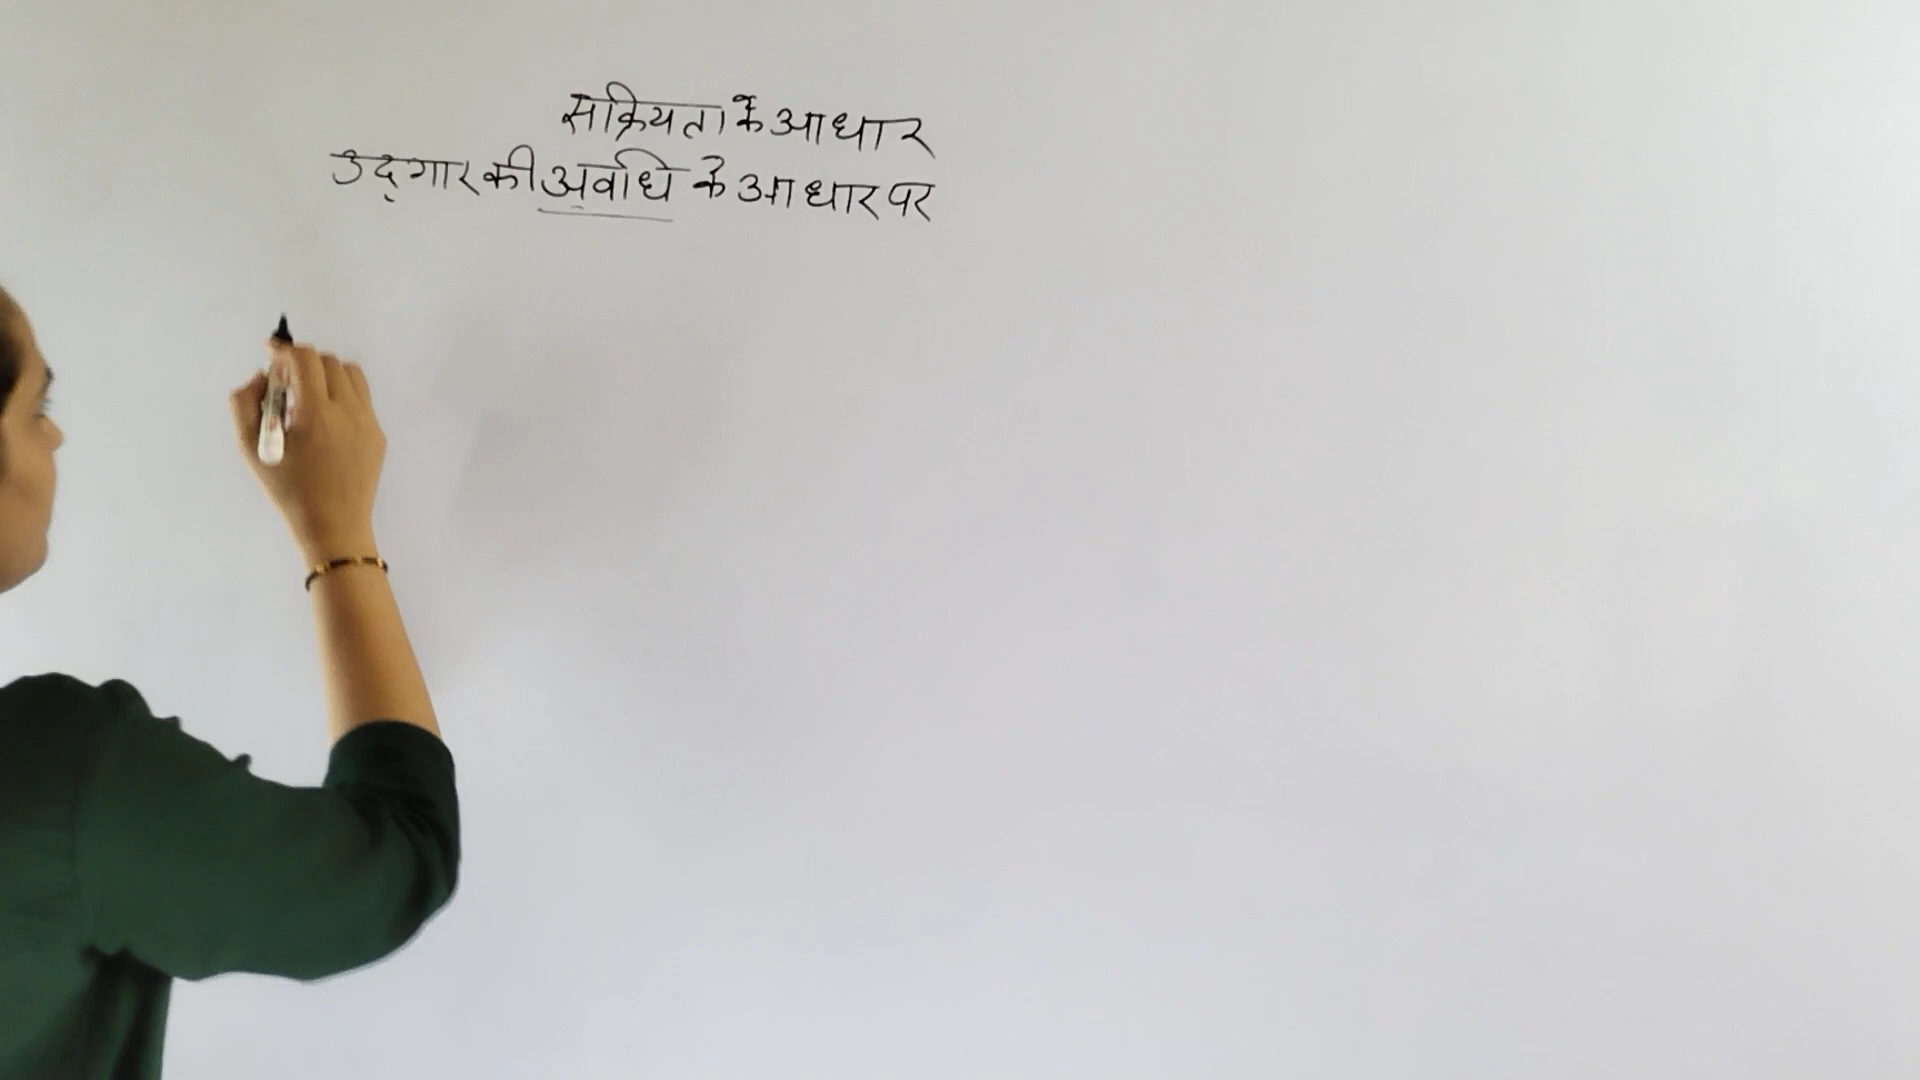 सक्रियता के आधार
उद्गार की अवधि के आधार पर